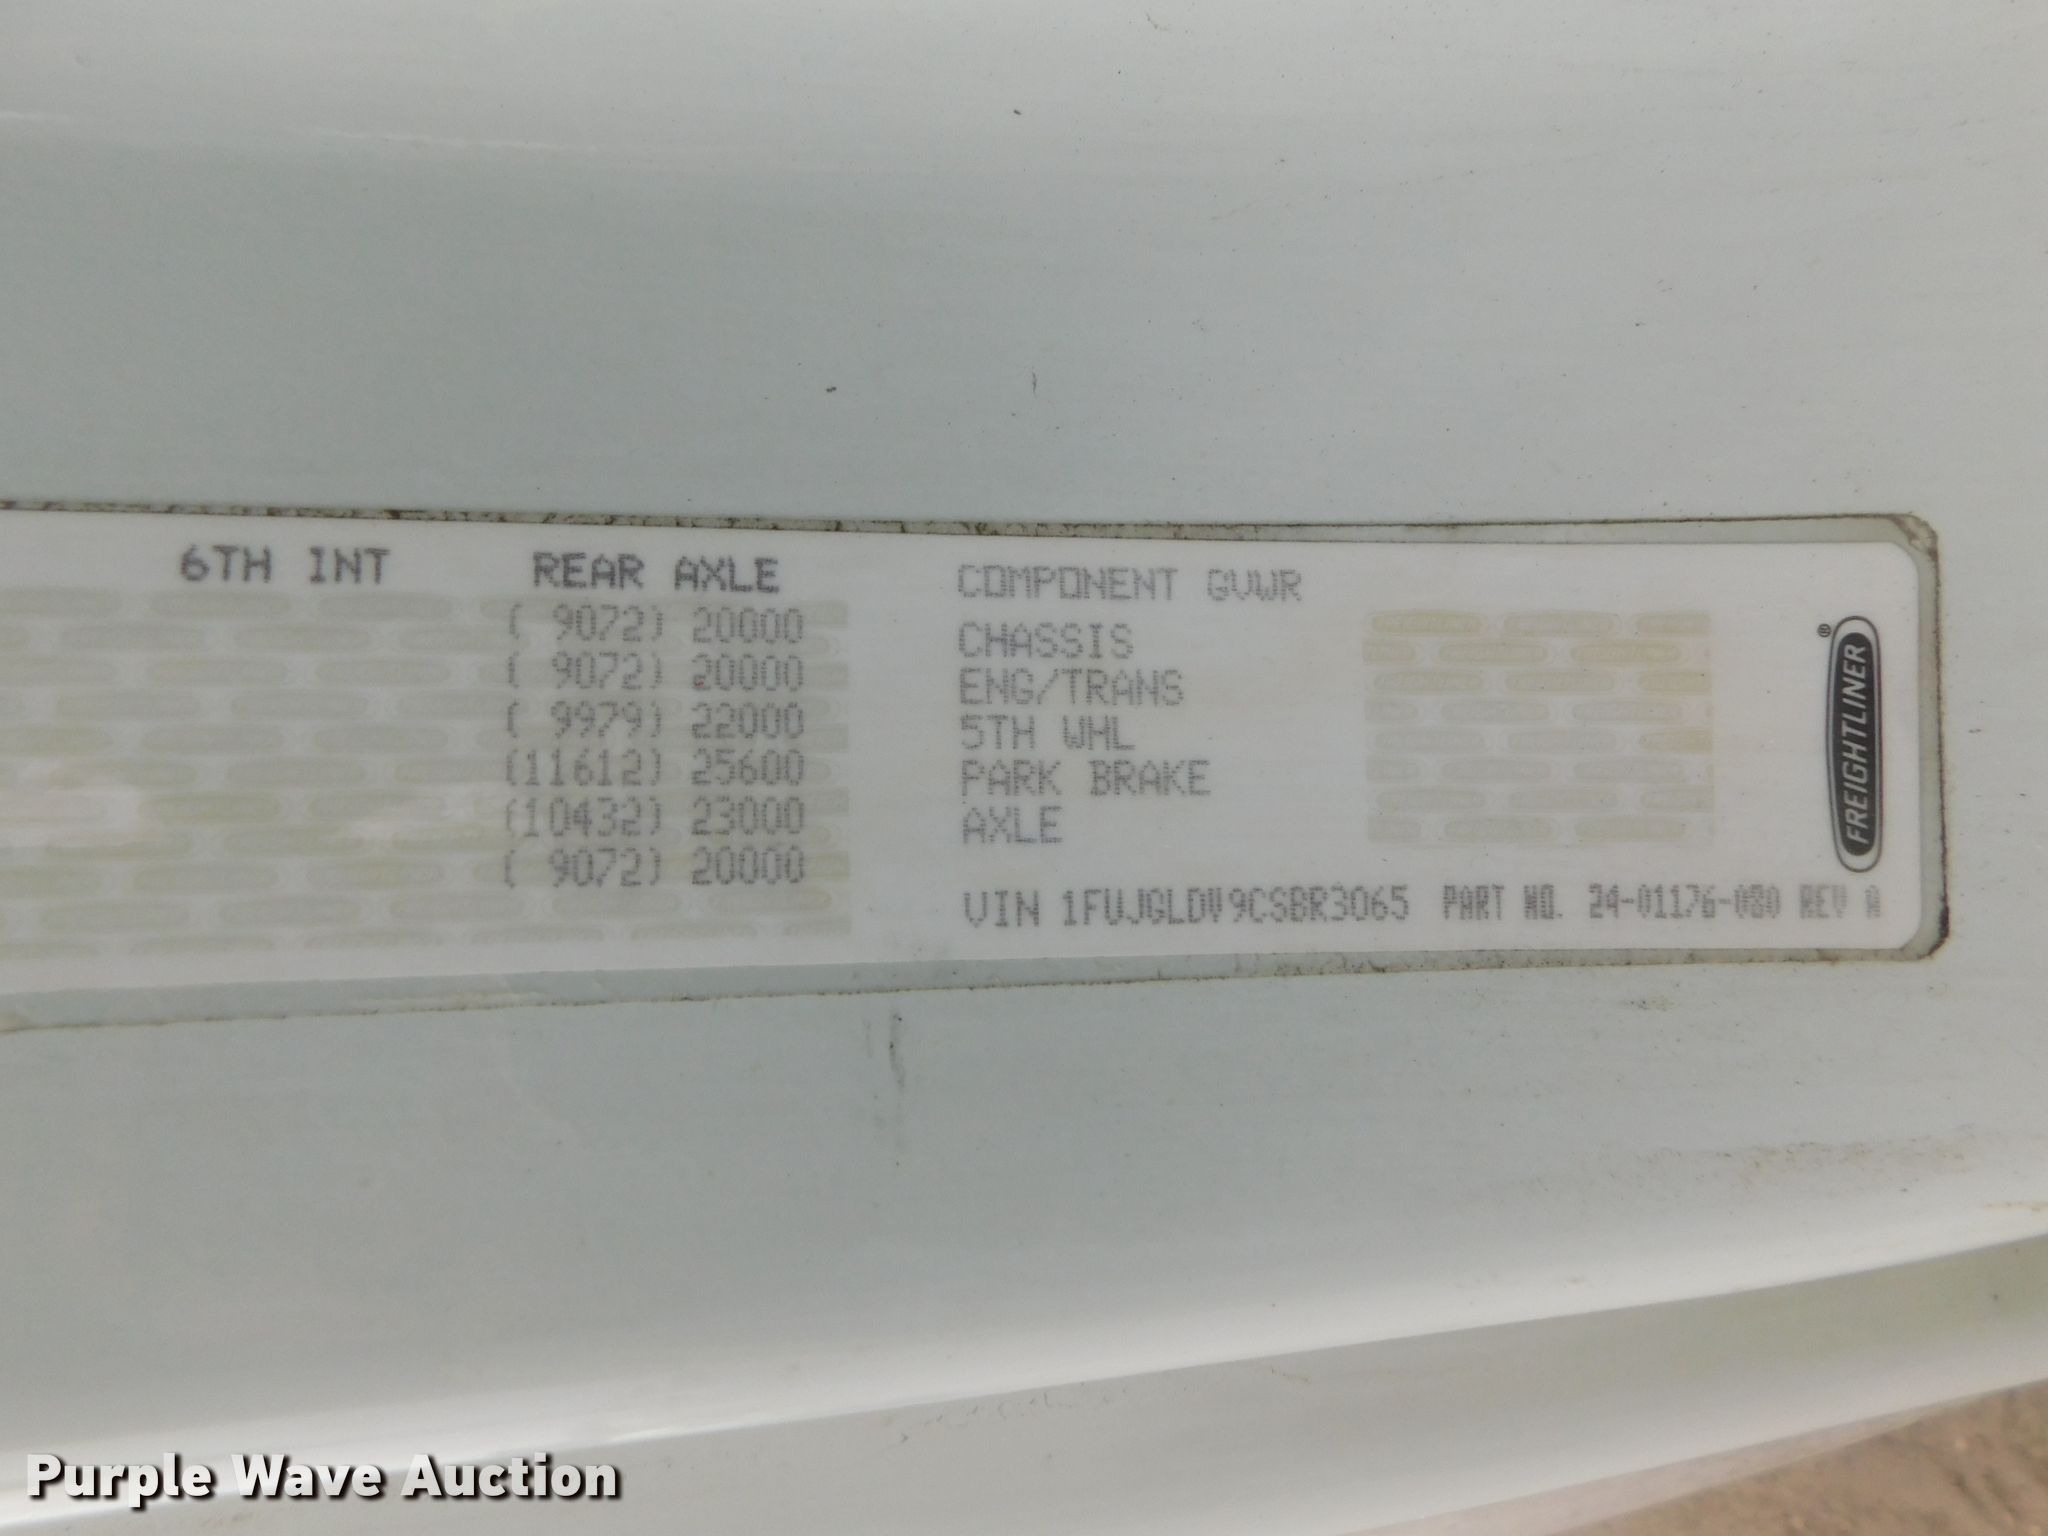 6TH INT REAR AXLE
( 9072) 20000
( 9072) 20000
( 9979) 22000
(11612) 25600
(10432) 23000
( 9072) 20000
COMPONENT GVWR
CHASSIS
ENG/TRANS
5TH WHL
PARK BRAKE
AXLE
VIN 1FUJGLDV9CSBR3065 PART NO. 24-01176-080 REV A
FREIGHTLINER®
Purple Wave Auction